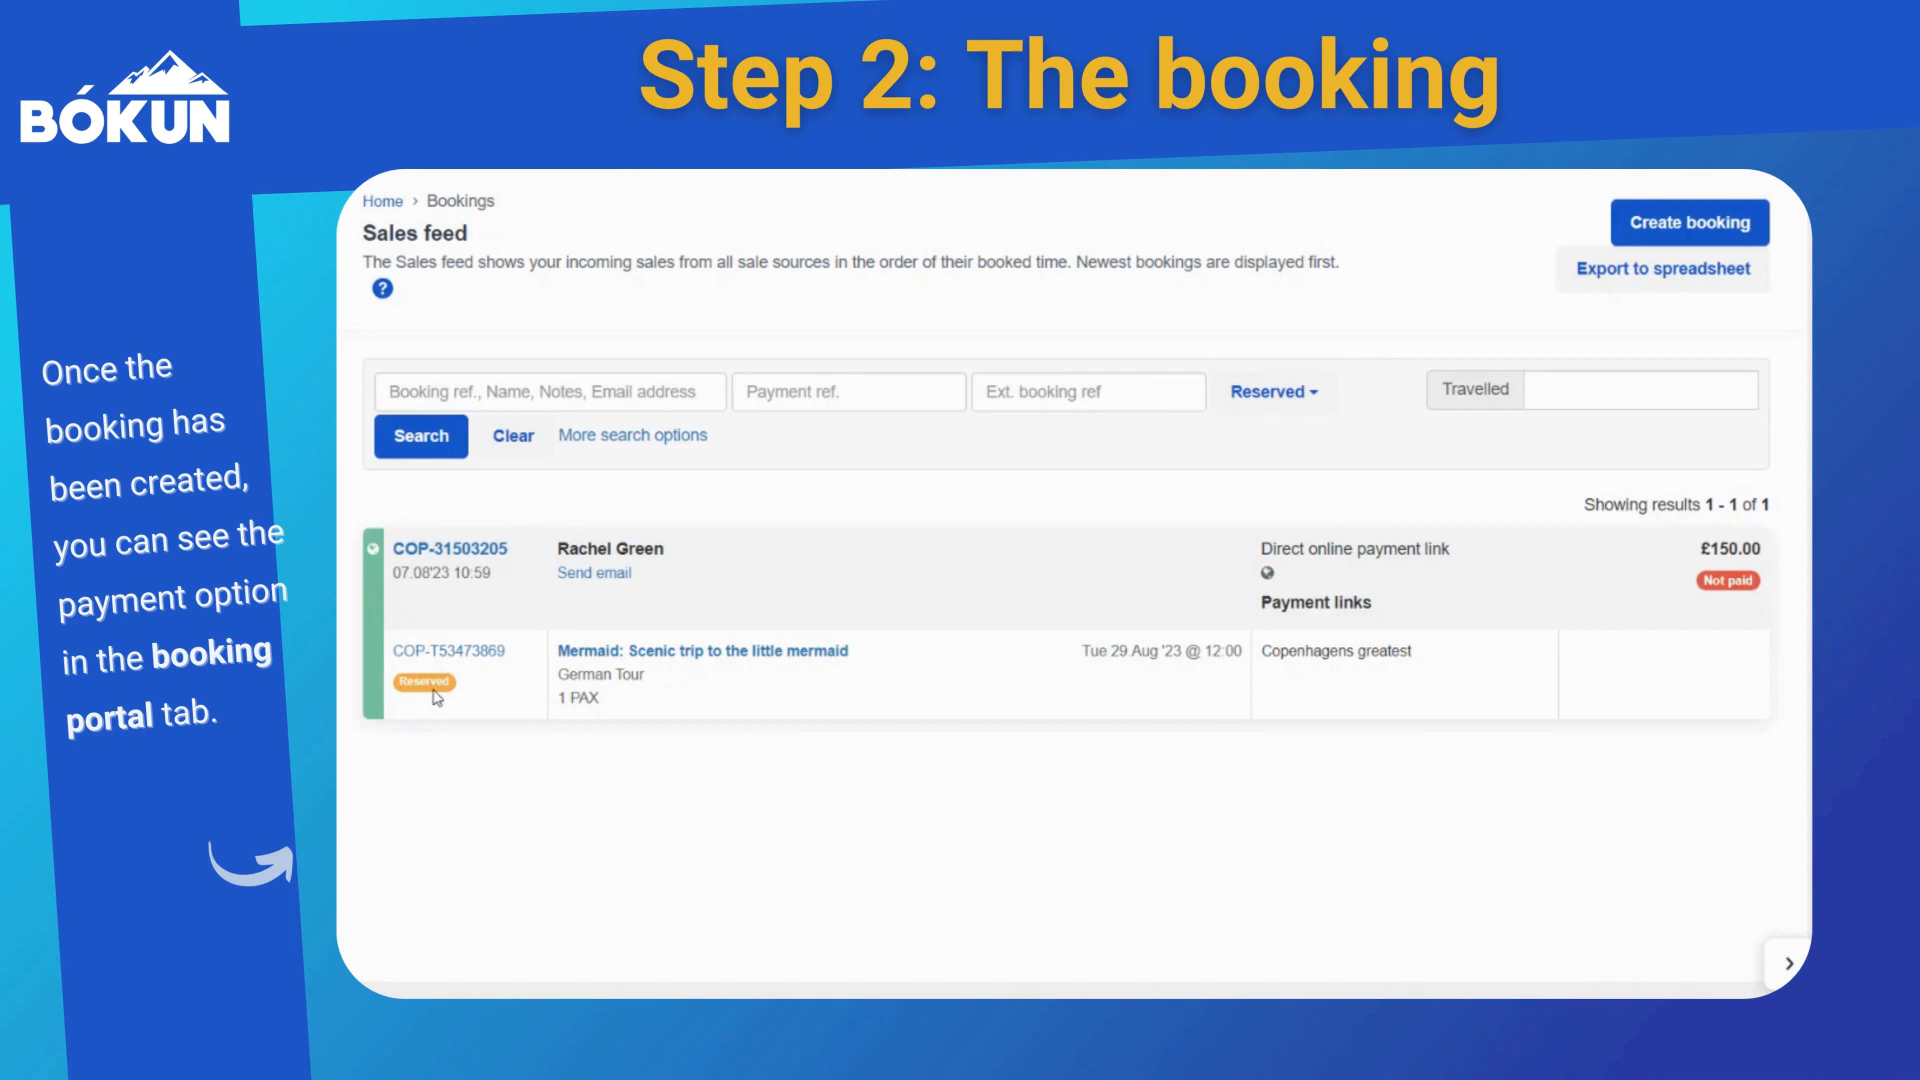 BÓKUN
Step 2: The booking
Once the
booking has
been created,
you can see the
payment option
in the booking
portal tab.
Home › Bookings
Sales feed
The Sales feed shows your incoming sales from all sale sources in the order of their booked time. Newest bookings are displayed first.
?
Create booking
Export to spreadsheet
Booking ref., Name, Notes, Email address
Payment ref.
Ext. booking ref
Reserved
Travelled
Search
Clear
More search options
Showing results 1 - 1 of 1
COP-31503205
07.08'23 10:59
Rachel Green
Send email
Direct online payment link
Payment links
£150.00
Not paid
COP-T53473869
Reserved
Mermaid: Scenic trip to the little mermaid
German Tour
1 PAX
Tue 29.Aug '23 @ 12:00
Copenhagens greatest